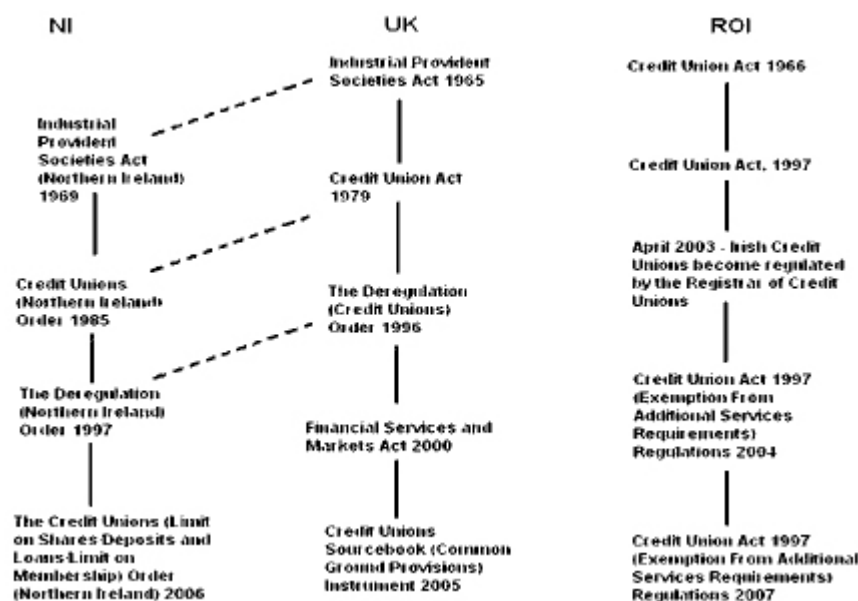 NI
UK
ROI
Industrial Provident
Societies Act 1965
Credit Union Act 1966
Industrial
Provident
Societies Act
(Northern Ireland)
1969
Credit Union Act
1979
Credit Union Act, 1997
April 2003 - Irish Credit
Unions become regulated
by the Registrar of Credit
Unions
Credit Unions
(Northern Ireland)
Order 1985
The Deregulation
(Credit Unions)
Order 1996
The Deregulation
(Northern Ireland)
Order 1997
Financial Services and
Markets Act 2000
Credit Union Act 1997
(Exemption From
Additional Services
Requirements)
Regulations 2004
The Credit Unions (Limit
on Shares-Deposits and
Loans-Limit on
Membership) Order
(Northern Ireland) 2006
Credit Unions
Sourcebook (Common
Ground Provisions)
Instrument 2005
Credit Union Act 1997
(Exemption From Additional
Services Requirements)
Regulations 2007